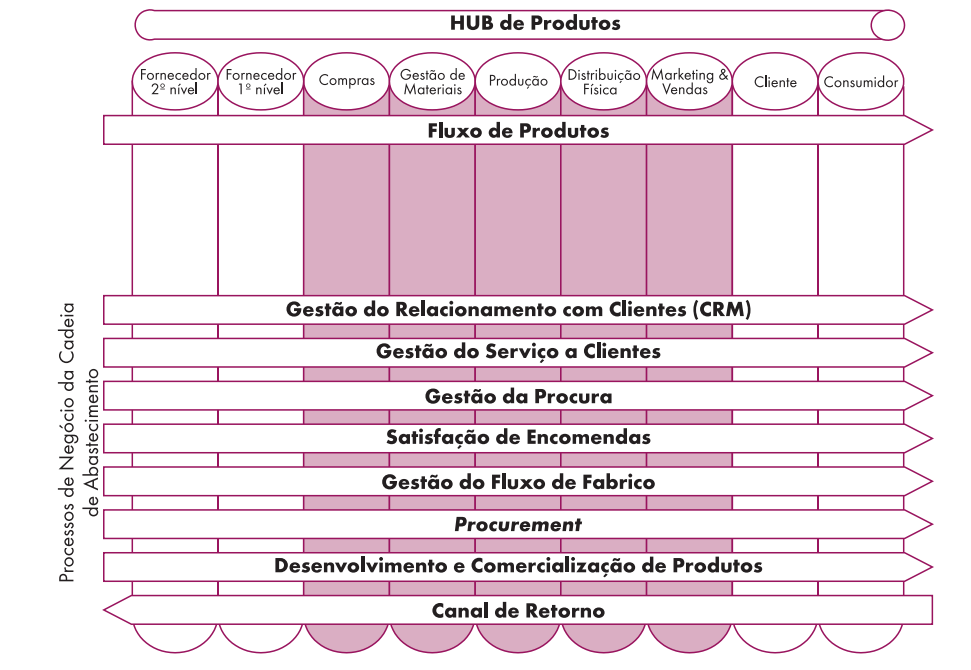 HUB de Produtos
Fornecedor
2º nível
Fornecedor
1º nível
Compras
Gestão de
Materiais
Produção
Distribuição
Física
Marketing &
Vendas
Cliente
Consumidor
Fluxo de Produtos
Processos de Negócio da Cadeia
de Abastecimento
Gestão do Relacionamento com Clientes (CRM)
Gestão do Serviço a Clientes
Gestão da Procura
Satisfação de Encomendas
Gestão do Fluxo de Fabrico
Procurement
Desenvolvimento e Comercialização de Produtos
Canal de Retorno